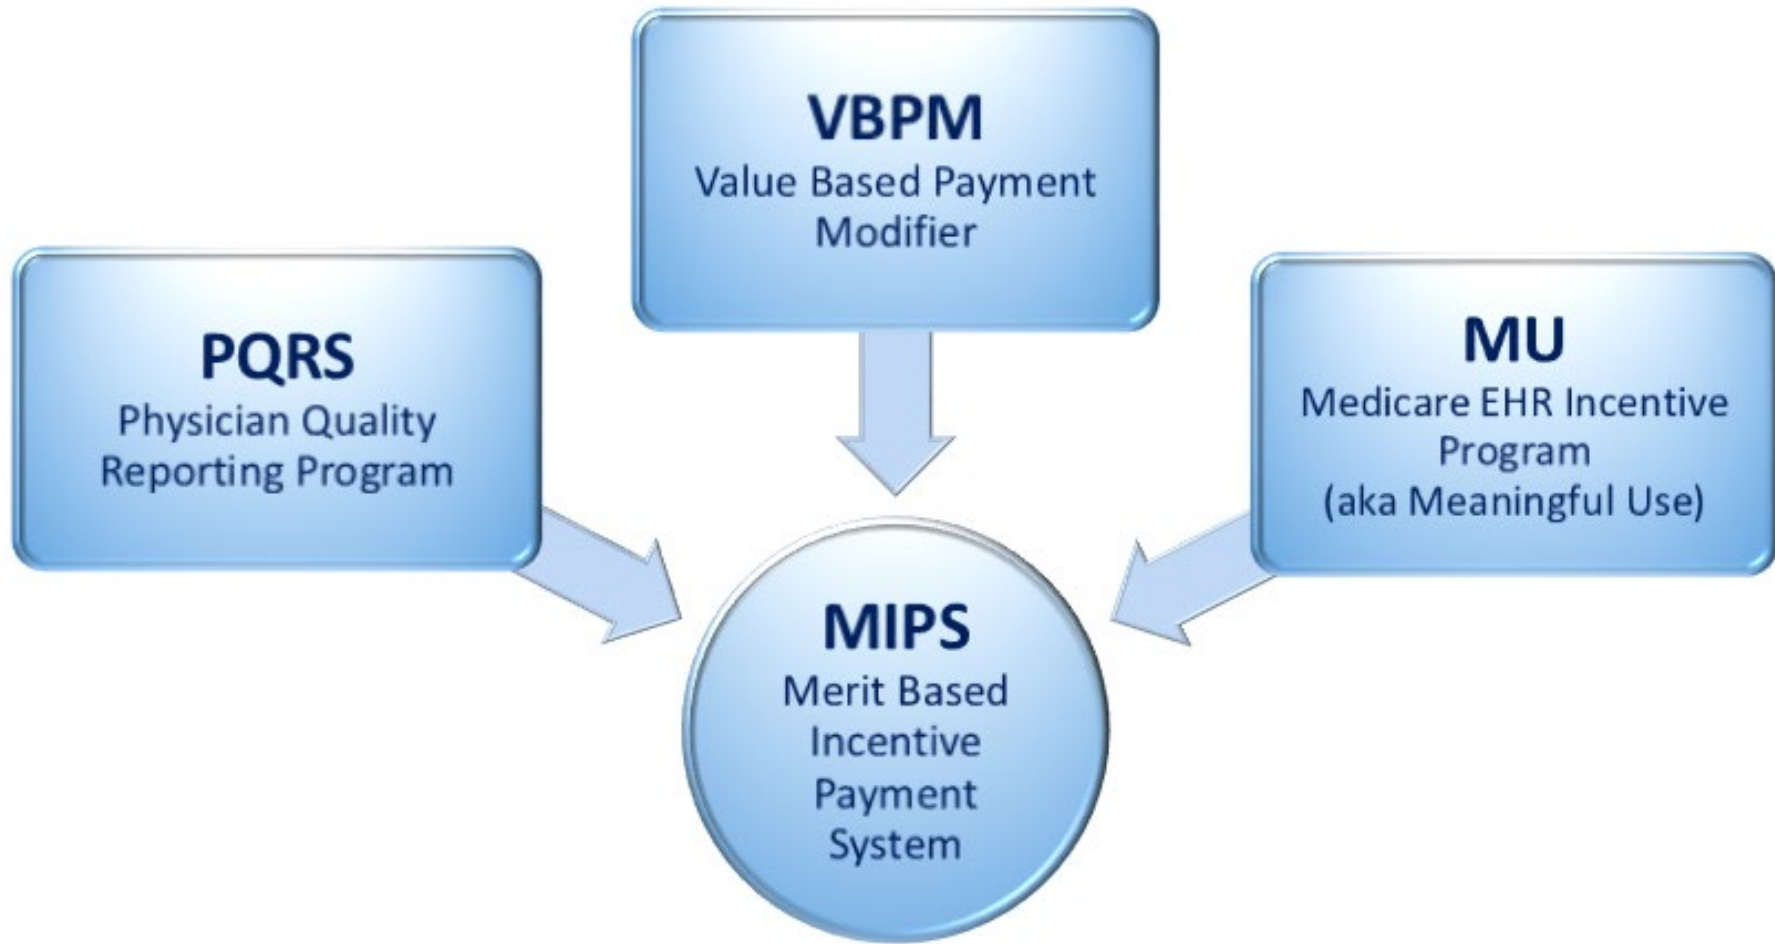 VBPM
Value Based Payment
Modifier
PQRS
Physician Quality
Reporting Program
MU
Medicare EHR Incentive
Program
(aka Meaningful Use)
MIPS
Merit Based
Incentive
Payment
System